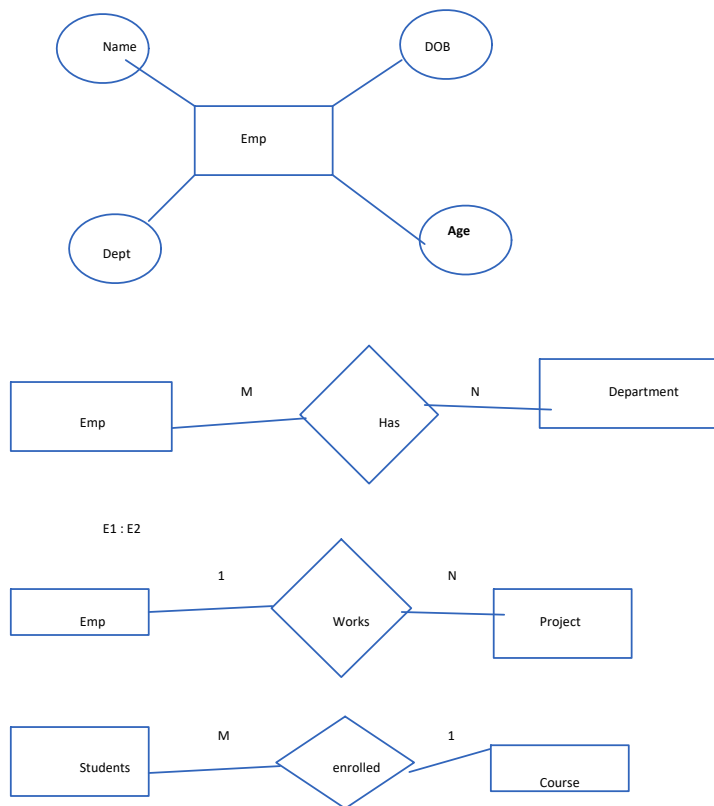 Name
DOB
Emp
Dept
Age
M
N
Department
Emp
Has
E1 : E2
1
N
Emp
Works
Project
M
1
Students
enrolled
Course